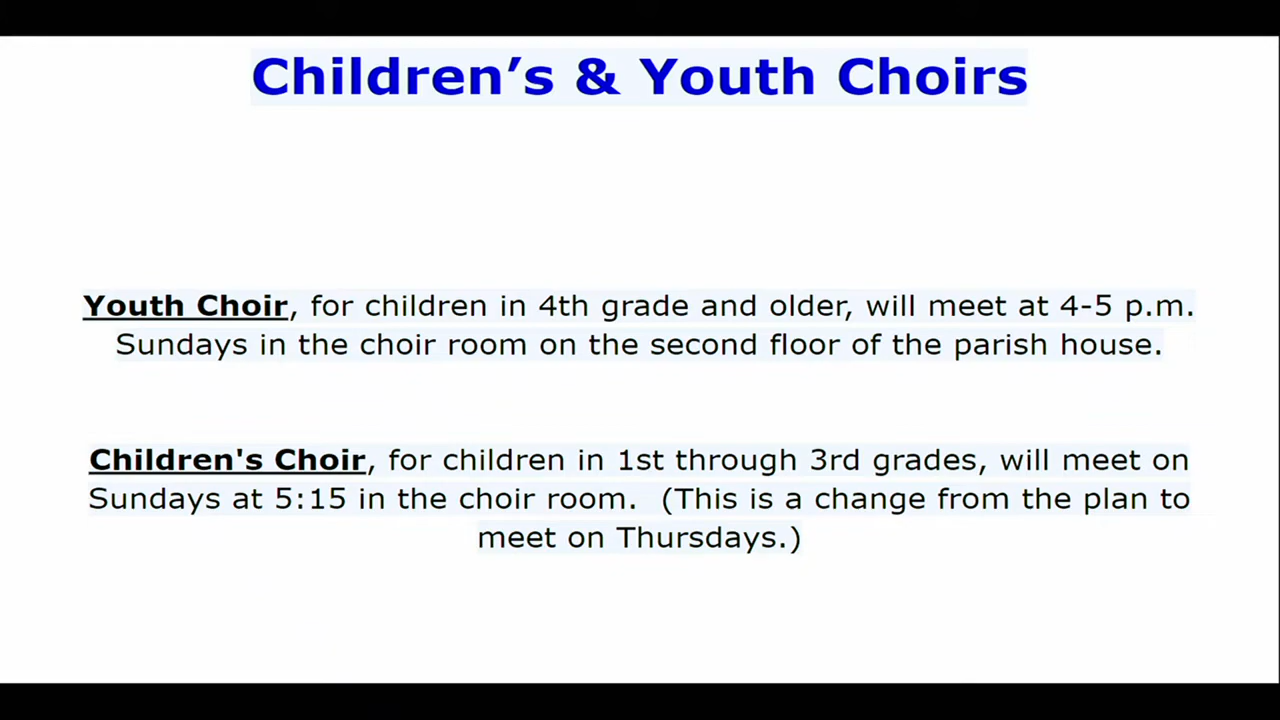 Children’s & Youth Choirs
Youth Choir, for children in 4th grade and older, will meet at 4-5 p.m.
Sundays in the choir room on the second floor of the parish house.
Children's Choir, for children in 1st through 3rd grades, will meet on
Sundays at 5:15 in the choir room.  (This is a change from the plan to
meet on Thursdays.)